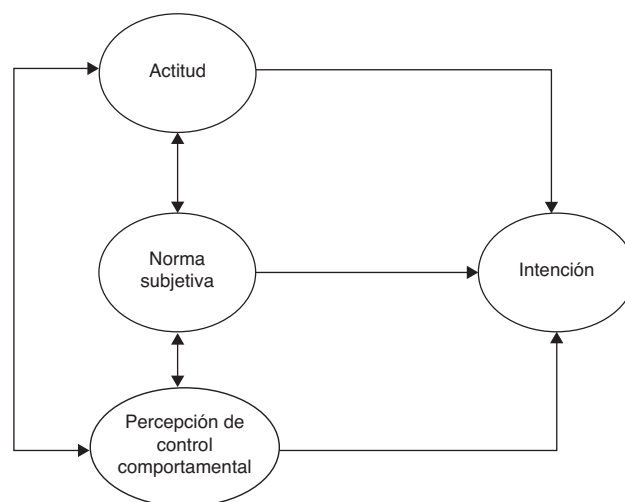 Actitud
Norma
subjetiva
Intención
Percepción de
control
comportamental